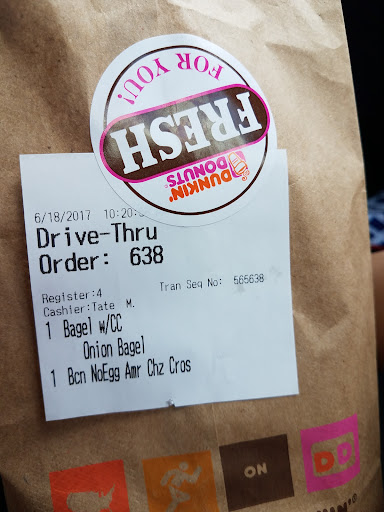 FOR YOU!
FRESH
DUNKIN'
DONUTS
6/18/2017 10:20:
Drive-Thru
Order: 638
Register:4 Tran Seq No: 565638
Cashier:Tate M.
1 Bagel w/CC
Onion Bagel
1 Bcn NoEgg Amr Chz Cros
ON
DD